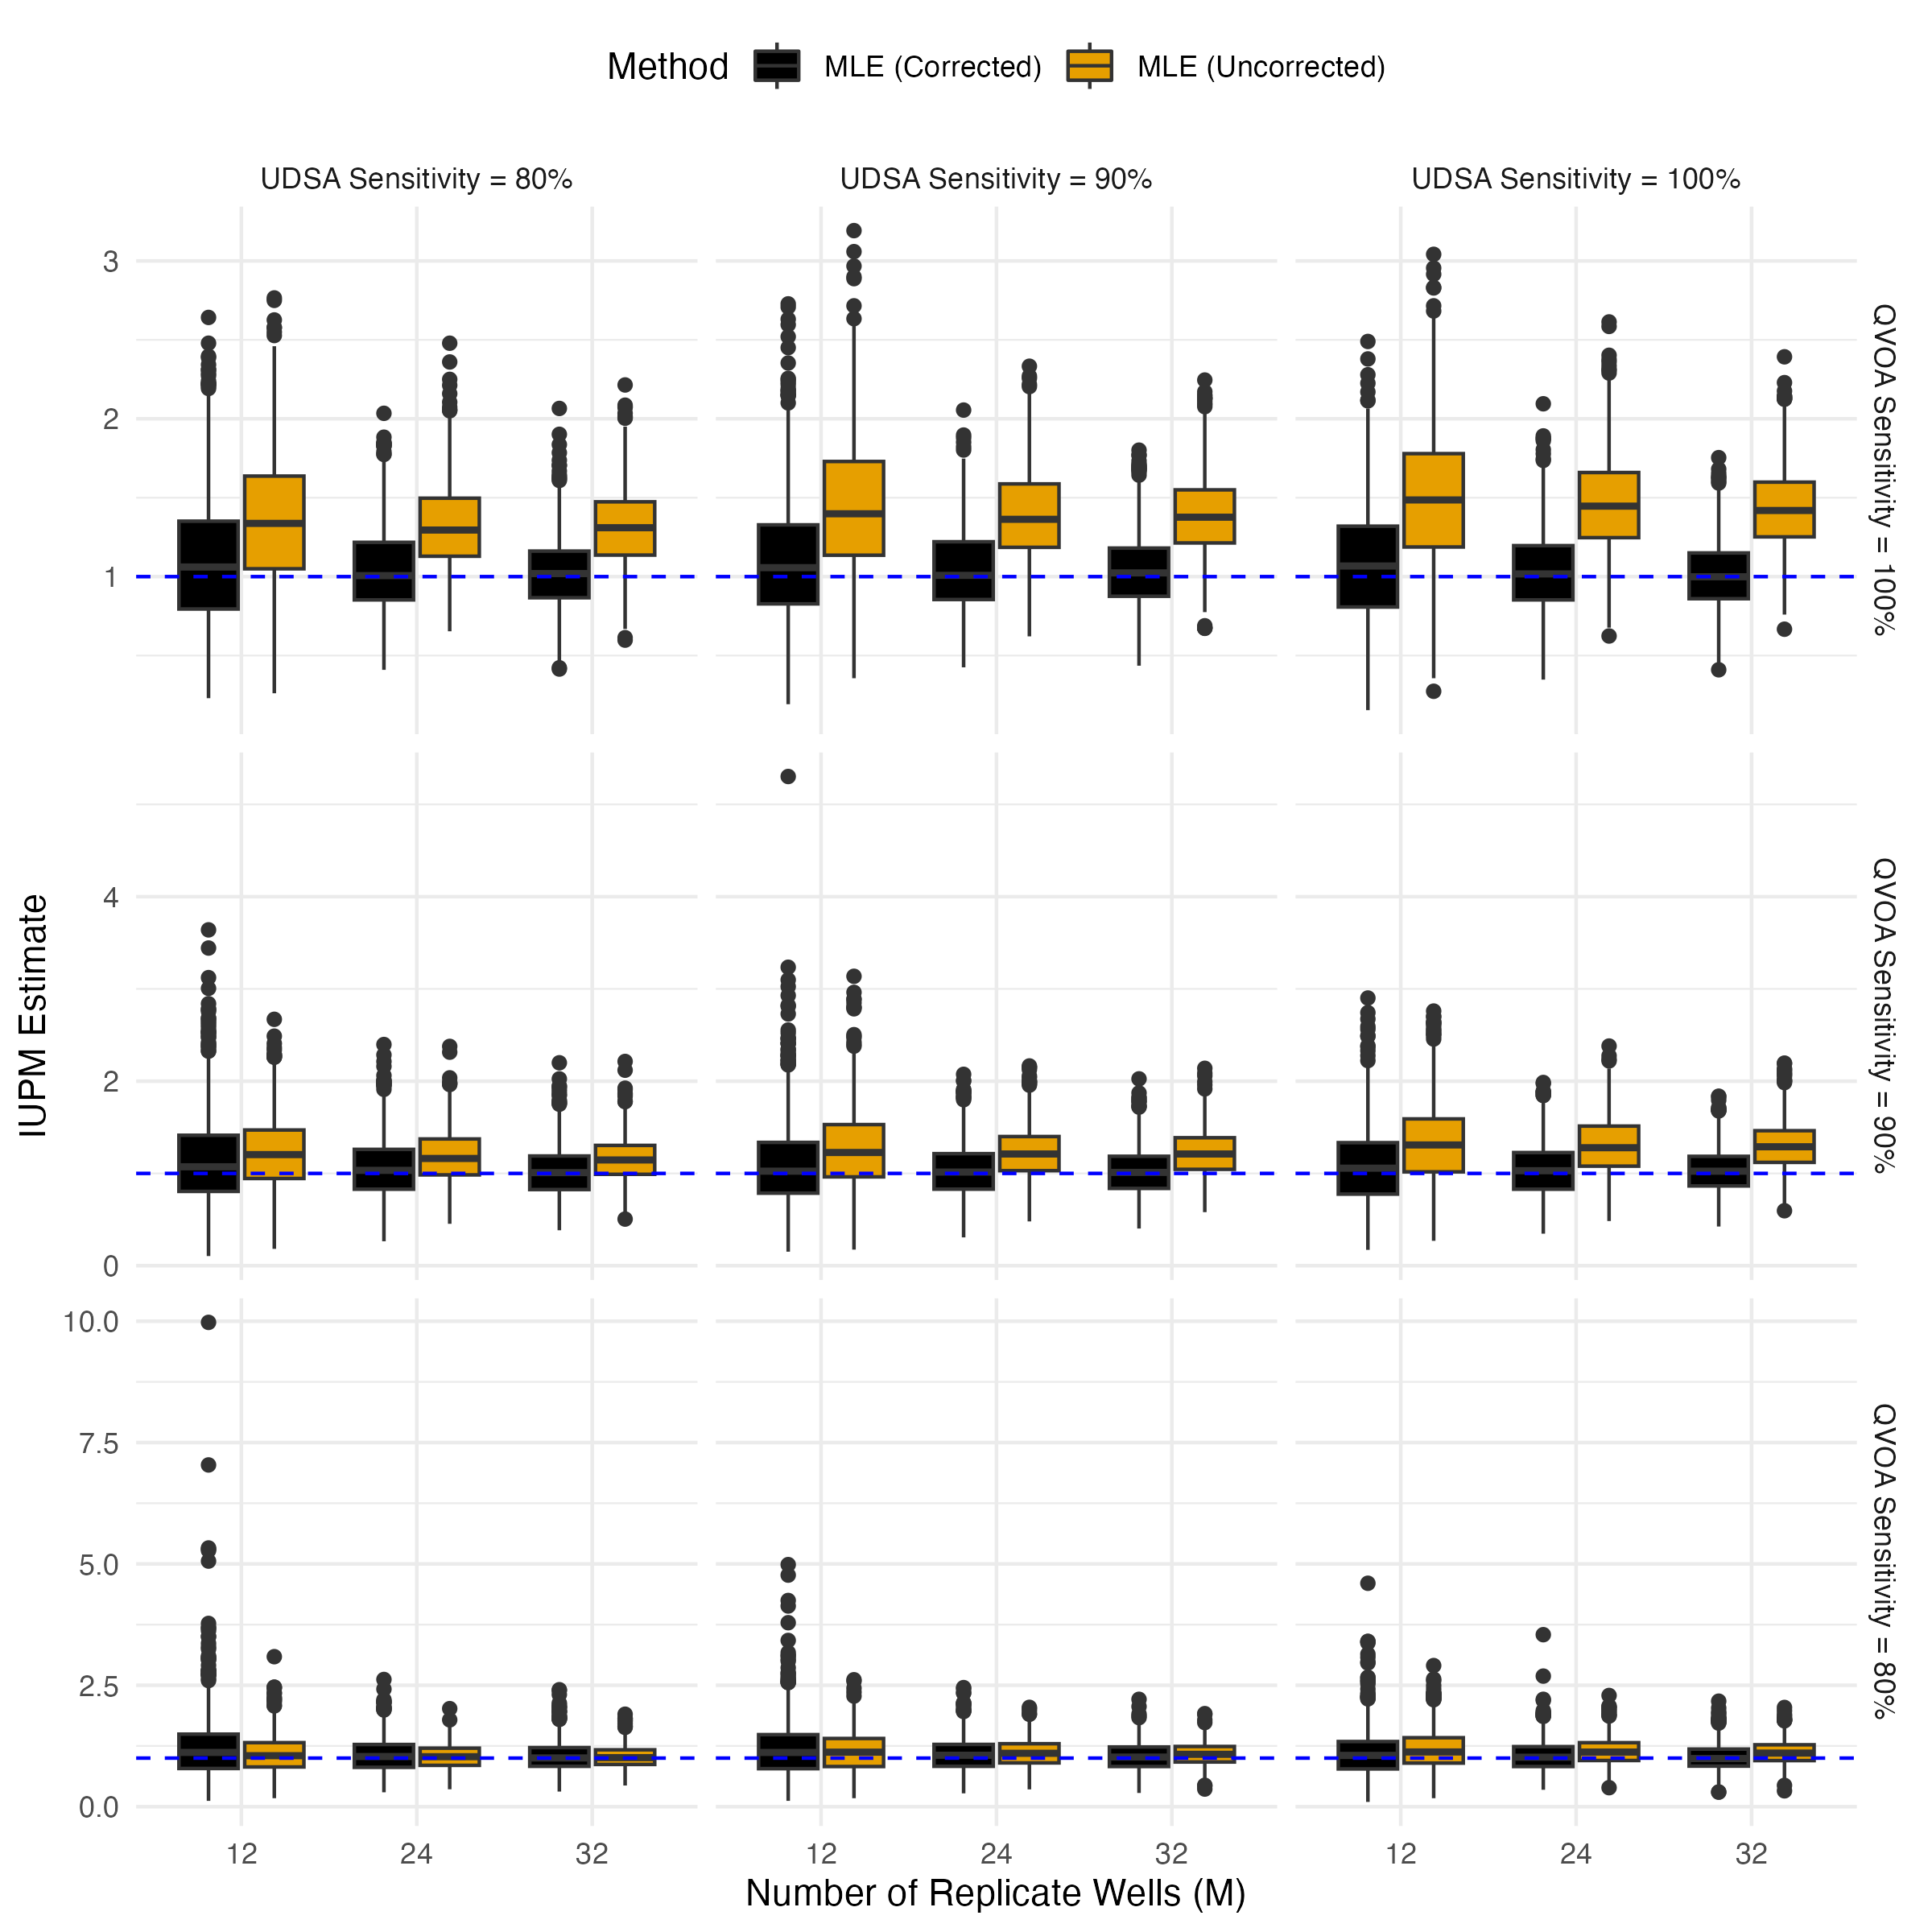 Method MLE (Corrected) MLE (Uncorrected)
UDSA Sensitivity = 80% UDSA Sensitivity = 90% UDSA Sensitivity = 100%
3
2
1
QVOA Sensitivity = 100%
IUPM Estimate
4
2
0
QVOA Sensitivity = 90%
10.0
7.5
5.0
2.5
0.0
QVOA Sensitivity = 80%
12 24 32 12 24 32 12 24 32
Number of Replicate Wells (M)